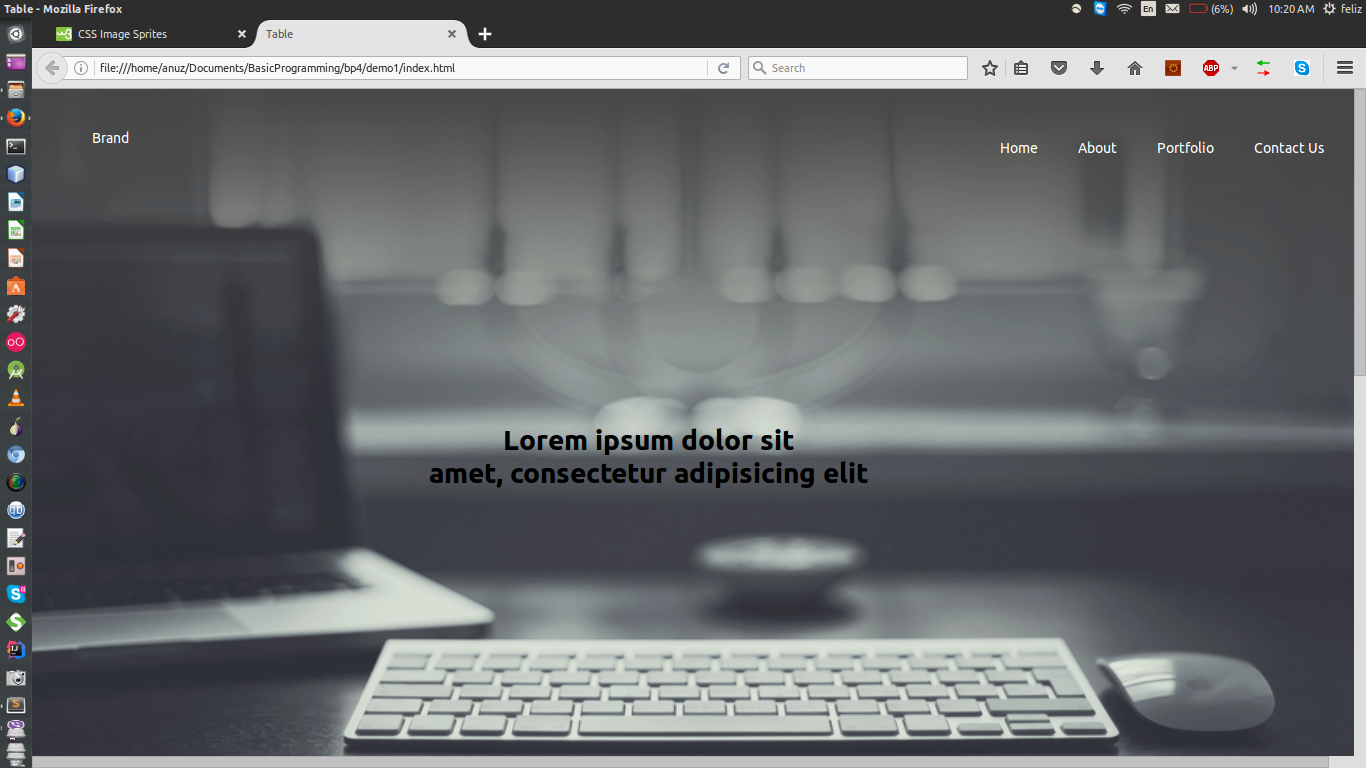 Table - Mozilla Firefox
En
(6%)
10:20 AM
feliz
CSS Image Sprites
Table
file:///home/anuz/Documents/BasicProgramming/bp4/demo1/index.html
Search
ABP
Brand
Home
About
Portfolio
Contact Us
Lorem ipsum dolor sit
amet, consectetur adipisicing elit